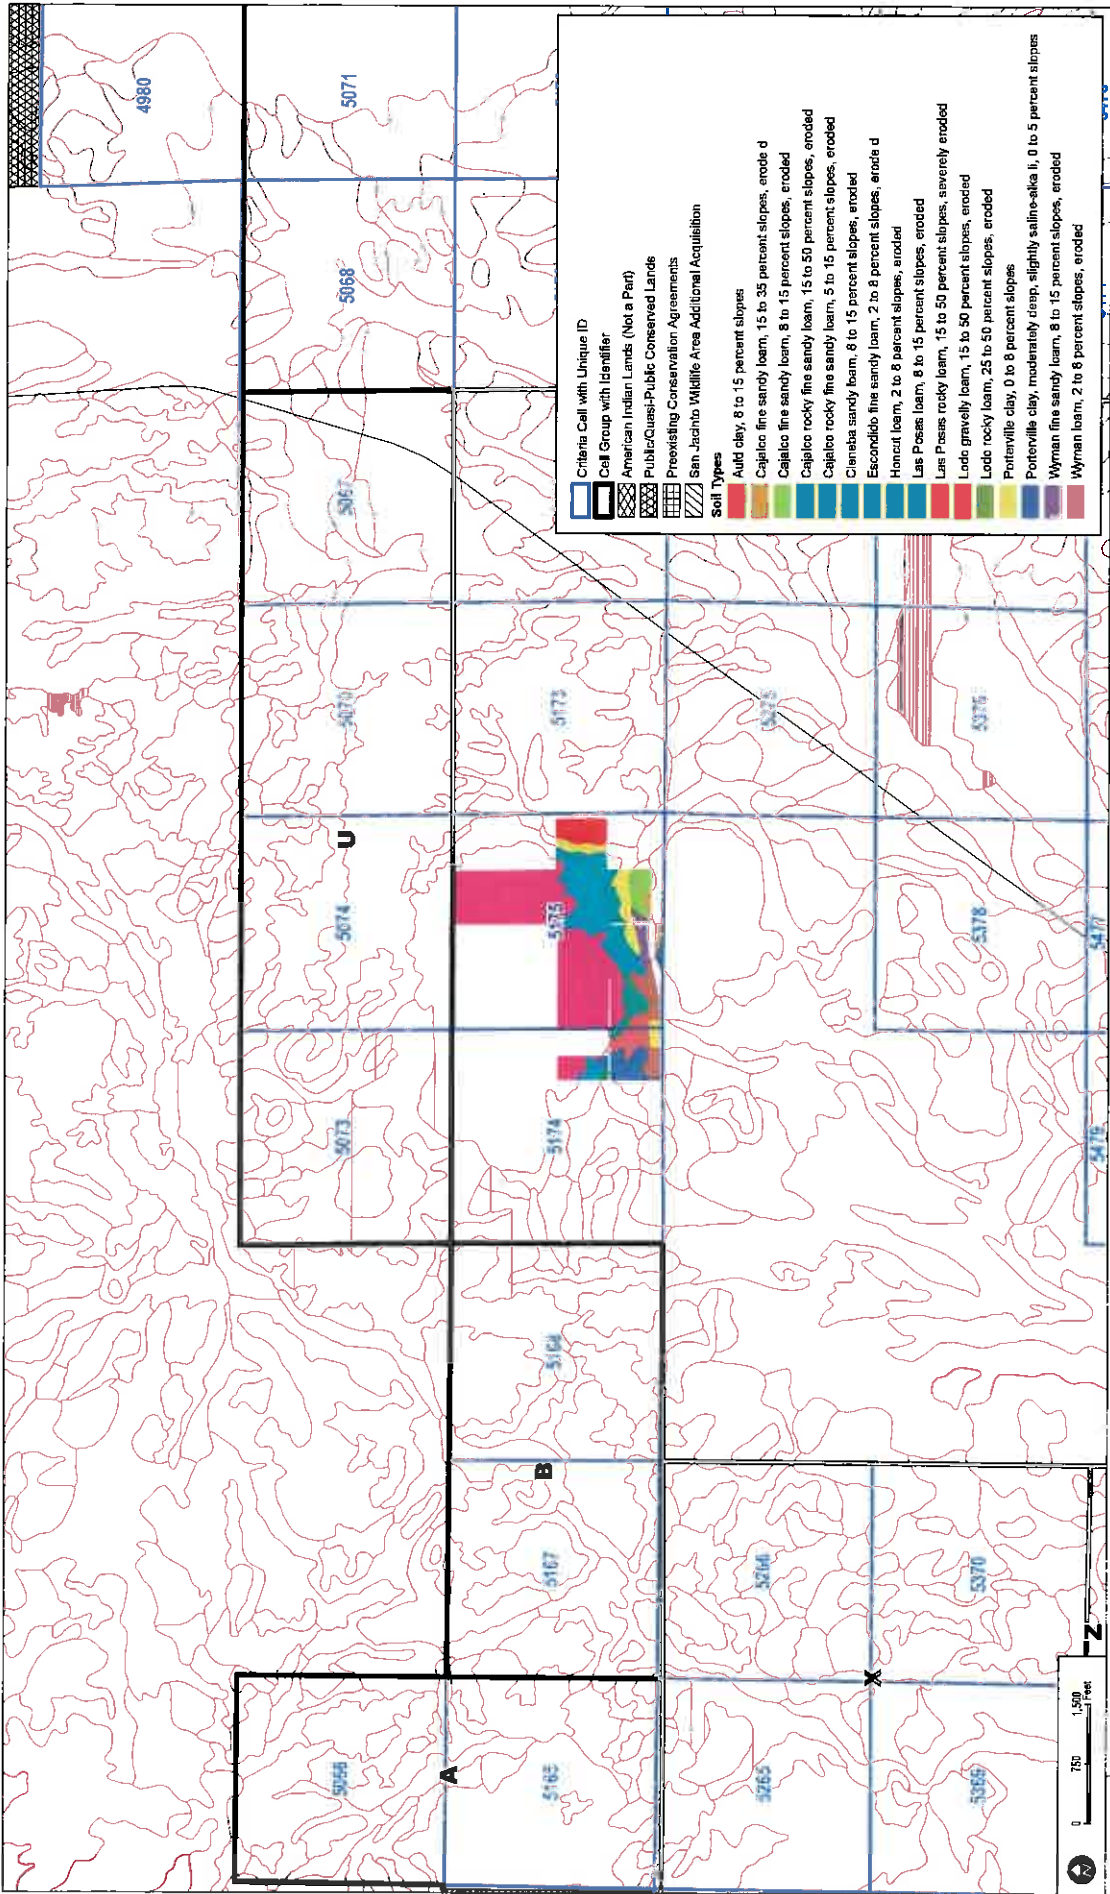 4980
5071
5068
5067
5070
U
5074
5073
5173
5175
5174
5168
B
5167
5066
A
5165
5275
5376
5378
5477
5479
5266
5265
X
5370
5369
Z
Criteria Cell with Unique ID
Cell Group with Identifier
American Indian Lands (Not a Part)
Public/Quasi-Public Conserved Lands
Preexisting Conservation Agreements
San Jacinto Wildlife Area Additional Acquisition
Soil Types
Auld clay, 8 to 15 percent slopes
Cajalco fine sandy loam, 15 to 35 percent slopes, erode d
Cajalco fine sandy loam, 8 to 15 percent slopes, eroded
Cajalco rocky fine sandy loam, 15 to 50 percent slopes, eroded
Cajalco rocky fine sandy loam, 5 to 15 percent slopes, eroded
Cieneba sandy loam, 8 to 15 percent slopes, eroded
Escondido fine sandy loam, 2 to 8 percent slopes, erode d
Honcut loam, 2 to 8 percent slopes, eroded
Las Posas loam, 8 to 15 percent slopes, eroded
Las Posas rocky loam, 15 to 50 percent slopes, severely eroded
Lodo gravelly loam, 15 to 50 percent slopes, eroded
Lodo rocky loam, 25 to 50 percent slopes, eroded
Porterville clay, 0 to 8 percent slopes
Porterville clay, moderately deep, slightly saline-alka li, 0 to 5 percent slopes
Wyman fine sandy loam, 8 to 15 percent slopes, eroded
Wyman loam, 2 to 8 percent slopes, eroded
0 750 1,500
Feet
N